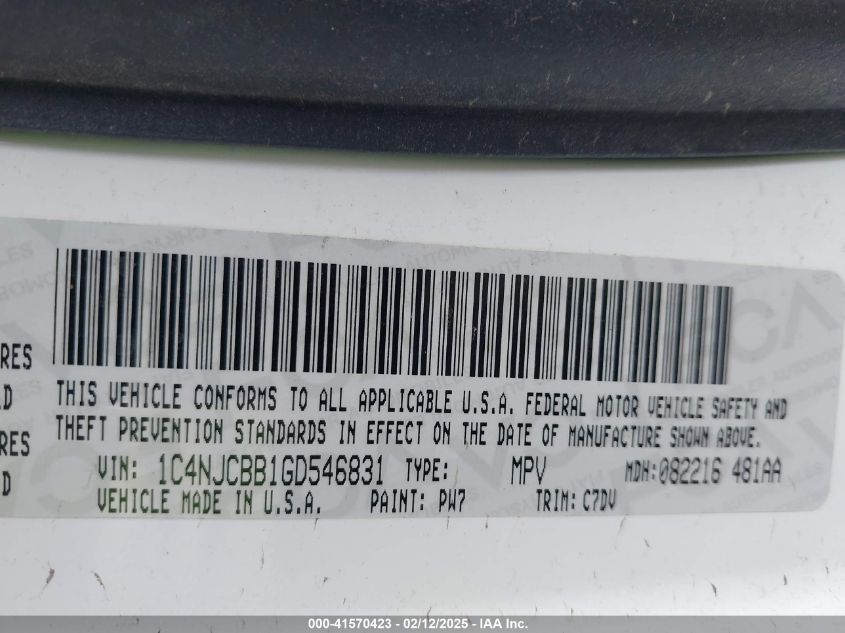 RES
THIS VEHICLE CONFORMS TO ALL APPLICABLE U.S.A. FEDERAL MOTOR VEHICLE SAFETY AND
THEFT PREVENTION STANDARDS IN EFFECT ON THE DATE OF MANUFACTURE SHOWN ABOVE.
RES
D
VIN: 1C4NJCBB1GD546831 TYPE: MPV MDH:082216 481AA
VEHICLE MADE IN U.S.A. PAINT: PW7 TRIM: C7DV
000-41570423 - 02/12/2025 - IAA Inc.